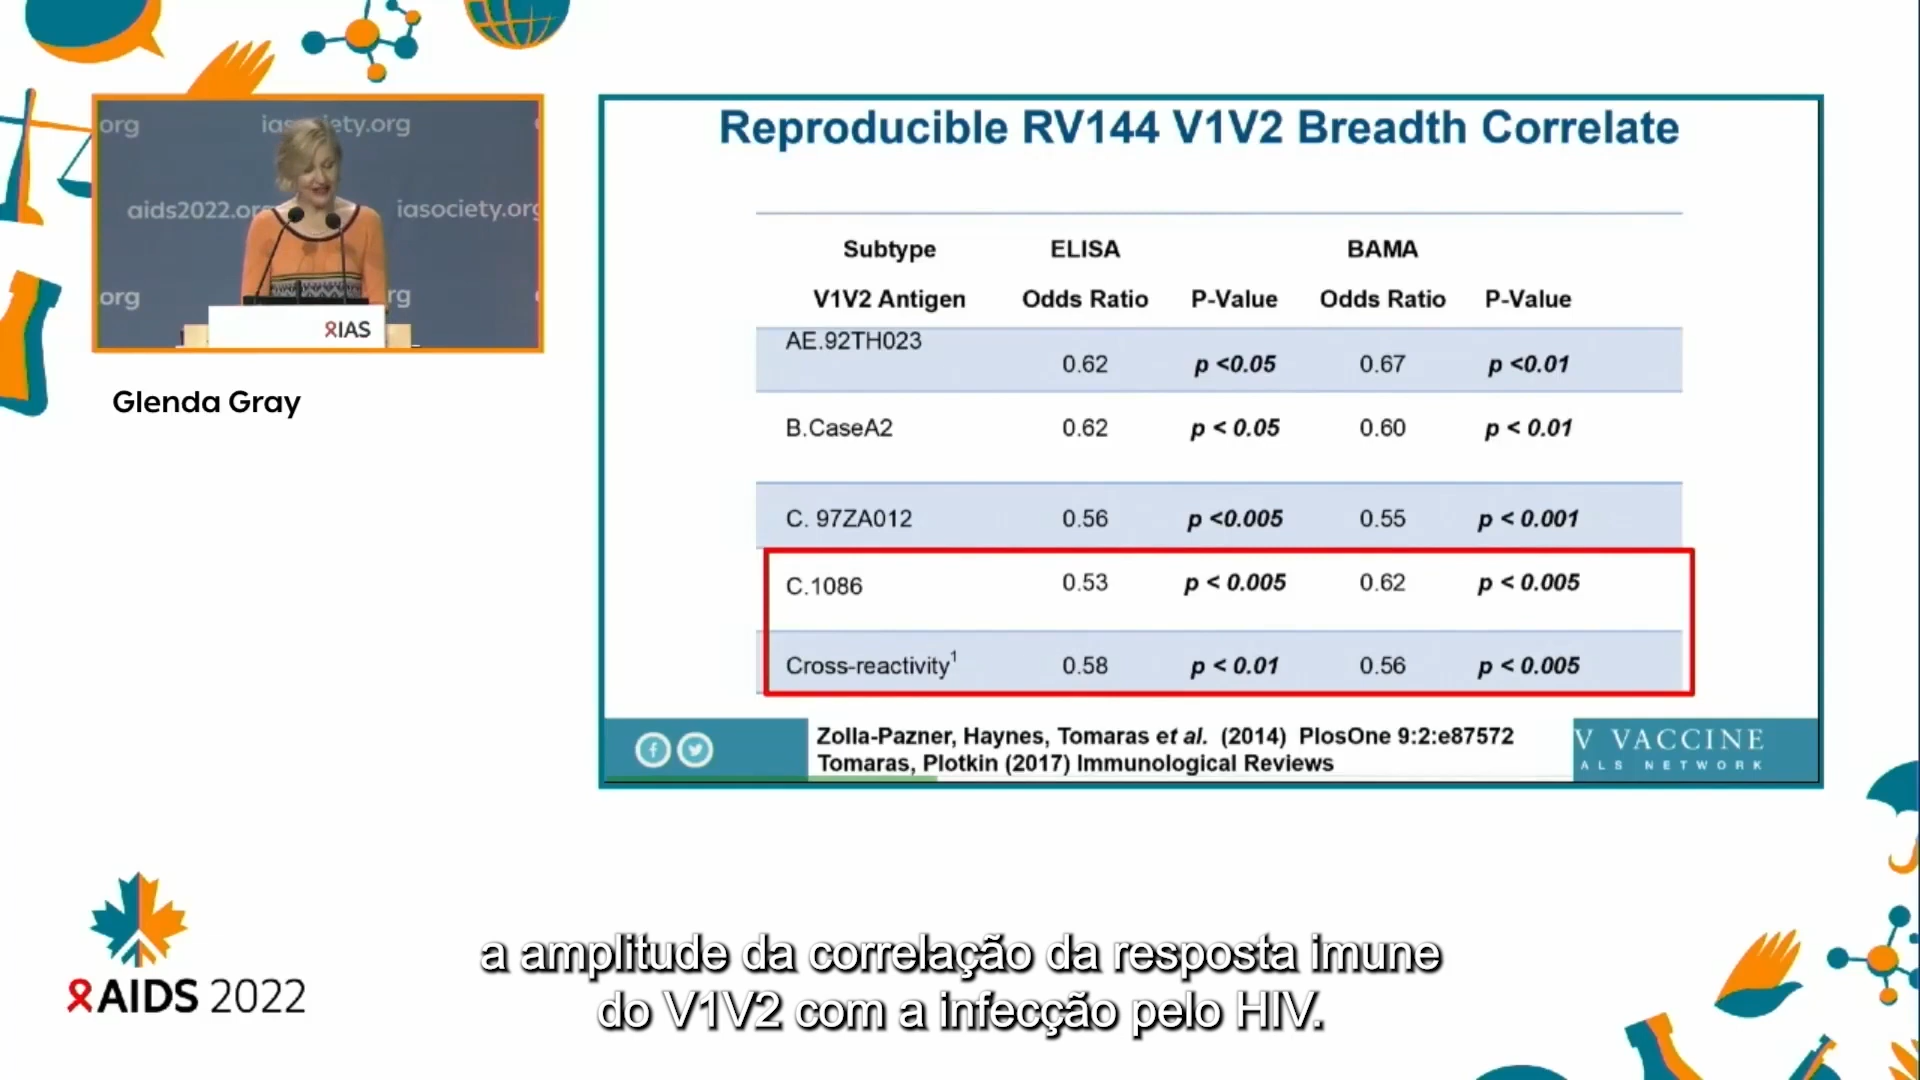 org
iasociety.org
aids2022.org
iasociety.org
org
rg
IAS
Glenda Gray
Reproducible RV144 V1V2 Breadth Correlate
Subtype ELISA BAMA
V1V2 Antigen Odds Ratio P-Value Odds Ratio P-Value
AE.92TH023 0.62 p <0.05 0.67 p <0.01
B.CaseA2 0.62 p < 0.05 0.60 p < 0.01
C. 97ZA012 0.56 p <0.005 0.55 p < 0.001
C.1086 0.53 p < 0.005 0.62 p < 0.005
Cross-reactivity1 0.58 p < 0.01 0.56 p < 0.005
Zolla-Pazner, Haynes, Tomaras et al. (2014) PlosOne 9:2:e87572
Tomaras, Plotkin (2017) Immunological Reviews
V VACCINE
ALS NETWORK
AIDS 2022
a amplitude da correlação da resposta imune
do V1V2 com a infecção pelo HIV.